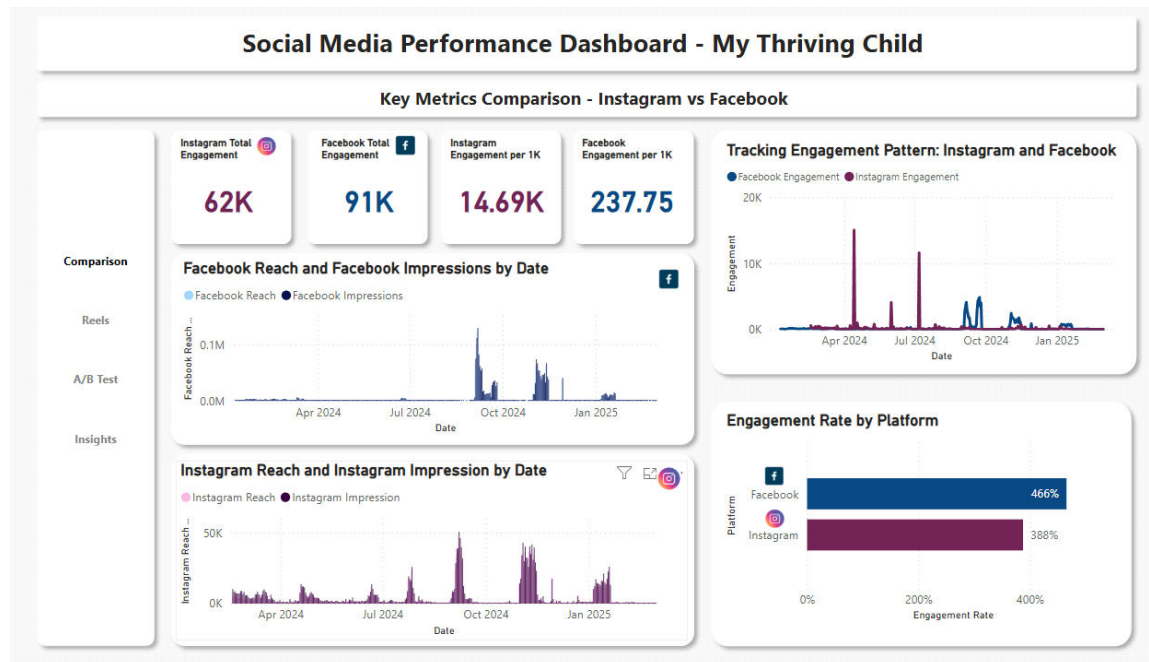 Social Media Performance Dashboard - My Thriving Child
Key Metrics Comparison - Instagram vs Facebook
Comparison
Reels
A/B Test
Insights
Instagram Total
Engagement
62K
Facebook Total
Engagement
91K
Instagram
Engagement per 1K
14.69K
Facebook
Engagement per 1K
237.75
Facebook Reach and Facebook Impressions by Date
Facebook Reach Facebook Impressions
Facebook Reach ...
0.1M
0.0M
Apr 2024 Jul 2024 Oct 2024 Jan 2025
Date
Instagram Reach and Instagram Impression by Date
Instagram Reach Instagram Impression
Instagram Reach ...
50K
0K
Apr 2024 Jul 2024 Oct 2024 Jan 2025
Date
Tracking Engagement Pattern: Instagram and Facebook
Facebook Engagement Instagram Engagement
Engagement
20K
10K
0K
Apr 2024 Jul 2024 Oct 2024 Jan 2025
Date
Engagement Rate by Platform
Platform
Facebook
466%
Instagram
388%
0% 200% 400%
Engagement Rate